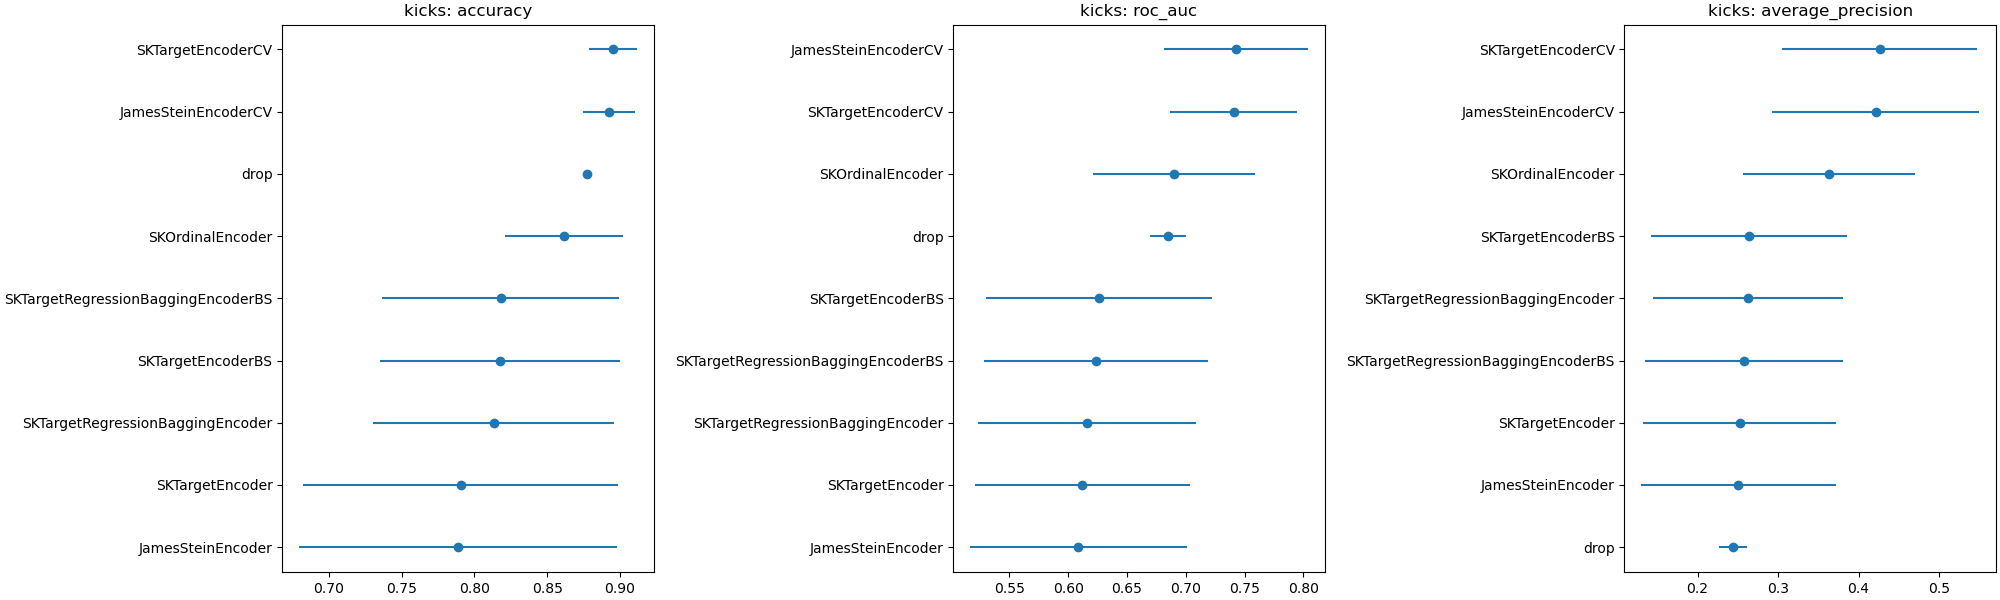 kicks: accuracy
SKTargetEncoderCV
JamesSteinEncoderCV
drop
SKOrdinalEncoder
SKTargetRegressionBaggingEncoderBS
SKTargetEncoderBS
SKTargetRegressionBaggingEncoder
SKTargetEncoder
JamesSteinEncoder
0.70 0.75 0.80 0.85 0.90
kicks: roc_auc
JamesSteinEncoderCV
SKTargetEncoderCV
SKOrdinalEncoder
drop
SKTargetEncoderBS
SKTargetRegressionBaggingEncoderBS
SKTargetRegressionBaggingEncoder
SKTargetEncoder
JamesSteinEncoder
0.55 0.60 0.65 0.70 0.75 0.80
kicks: average_precision
SKTargetEncoderCV
JamesSteinEncoderCV
SKOrdinalEncoder
SKTargetEncoderBS
SKTargetRegressionBaggingEncoder
SKTargetRegressionBaggingEncoderBS
SKTargetEncoder
JamesSteinEncoder
drop
0.2 0.3 0.4 0.5